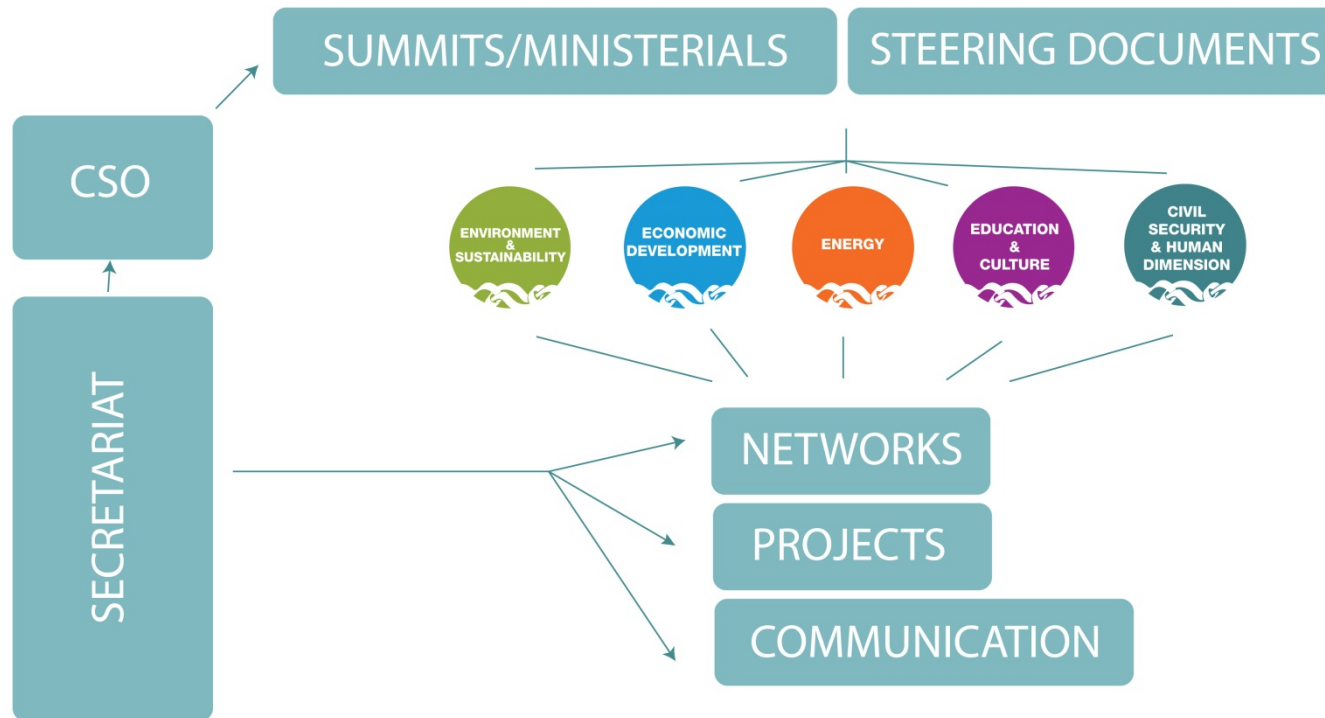 SUMMITS/MINISTERIALS
STEERING DOCUMENTS
CSO
ENVIRONMENT
&
SUSTAINABILITY
ECONOMIC
DEVELOPMENT
ENERGY
EDUCATION
&
CULTURE
CIVIL
SECURITY
& HUMAN
DIMENSION
SECRETARIAT
NETWORKS
PROJECTS
COMMUNICATION